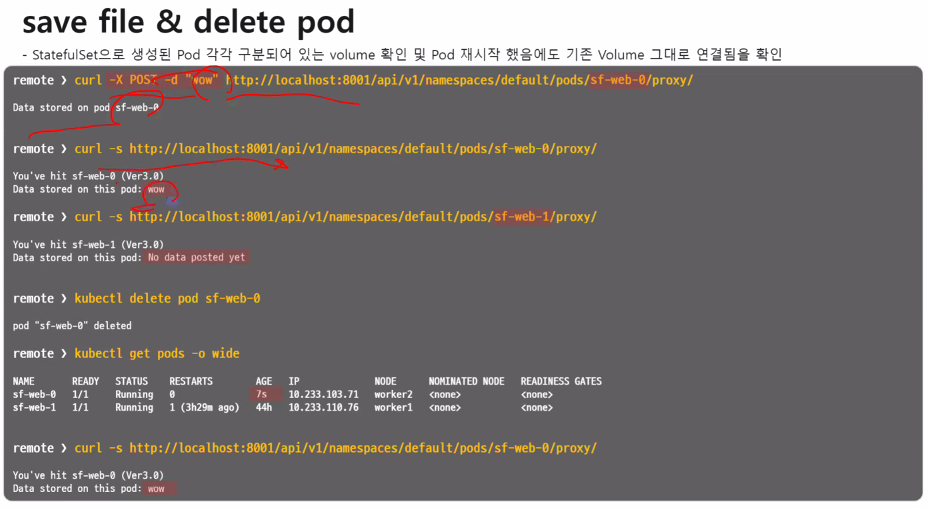 save file & delete pod
- StatefulSet으로 생성된 Pod 각각 구분되어 있는 volume 확인 및 Pod 재시작 했음에도 기존 Volume 그대로 연결됨을 확인
remote ❯ curl -X POST -d "wow" http://localhost:8001/api/v1/namespaces/default/pods/sf-web-0/proxy/
Data stored on pod sf-web-0
remote ❯ curl -s http://localhost:8001/api/v1/namespaces/default/pods/sf-web-0/proxy/
You've hit sf-web-0 (Ver3.0)
Data stored on this pod: wow
remote ❯ curl -s http://localhost:8001/api/v1/namespaces/default/pods/sf-web-1/proxy/
You've hit sf-web-1 (Ver3.0)
Data stored on this pod: No data posted yet
remote ❯ kubectl delete pod sf-web-0
pod "sf-web-0" deleted
remote ❯ kubectl get pods -o wide
NAME READY STATUS RESTARTS AGE IP NODE NOMINATED NODE READINESS GATES
sf-web-0 1/1 Running 0 7s 10.233.103.71 worker2 <none> <none>
sf-web-1 1/1 Running 1 (3h29m ago) 44h 10.233.110.76 worker1 <none> <none>
remote ❯ curl -s http://localhost:8001/api/v1/namespaces/default/pods/sf-web-0/proxy/
You've hit sf-web-0 (Ver3.0)
Data stored on this pod: wow